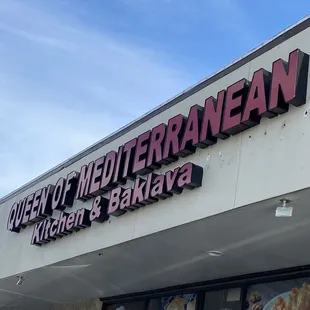 QUEEN OF MEDITERRANEAN
Kitchen & Baklava